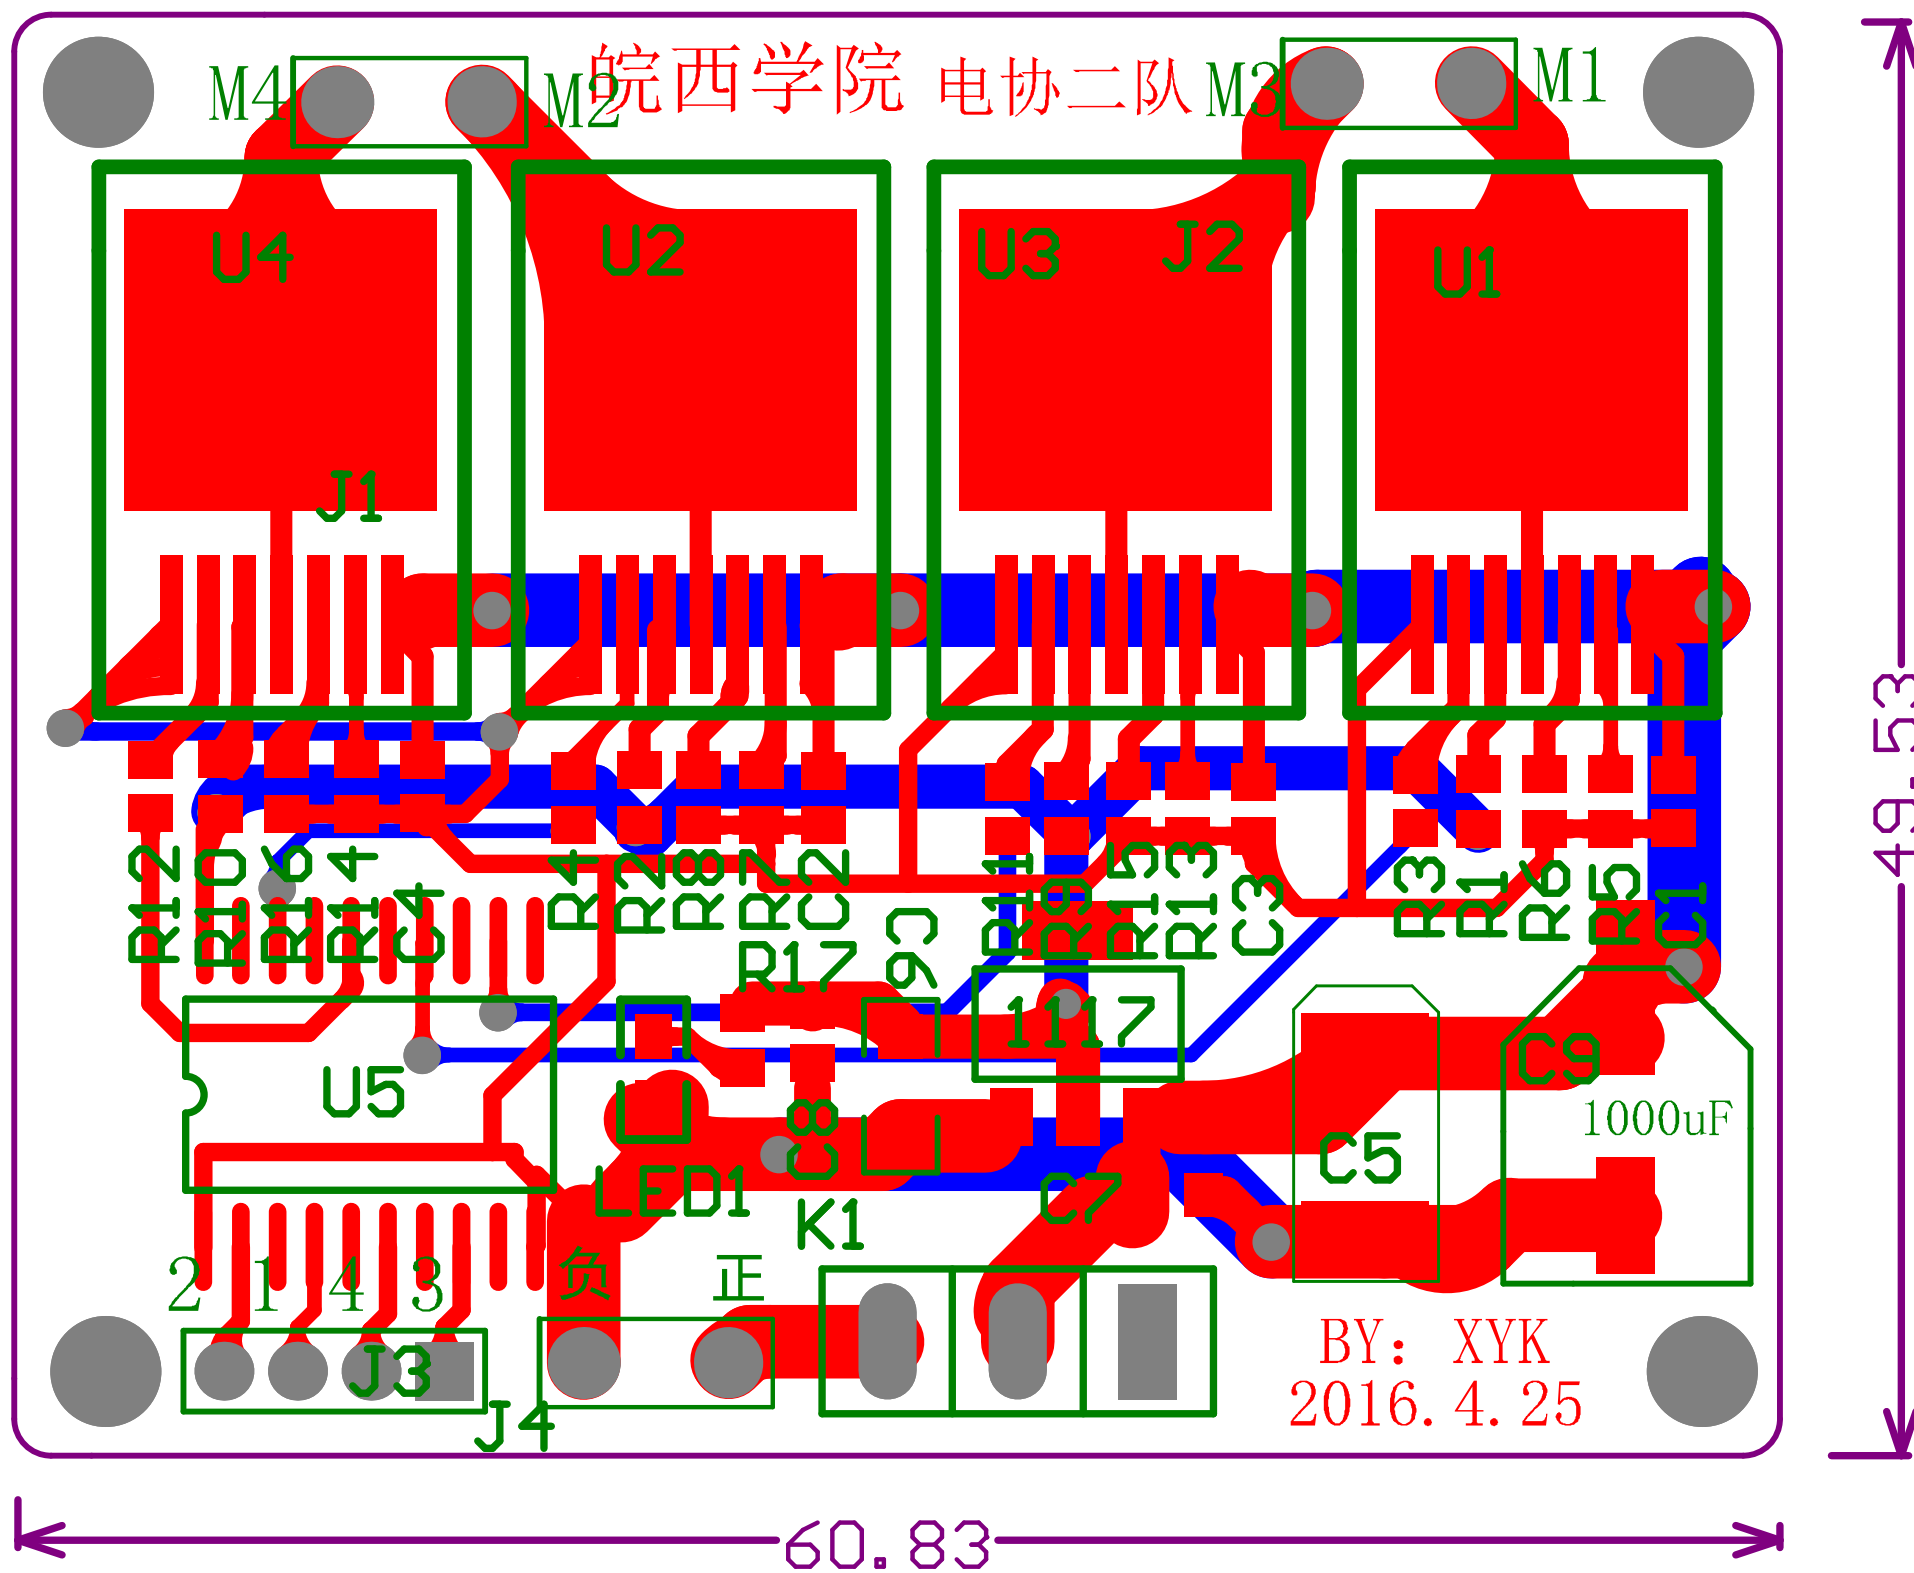 M4
M2
皖西学院 电协二队
M3
M1
U4
U2
U3
J2
U1
J1
49.53
R12
R10
R16
R14
C4
R4
R2
R8
R7
C2
R17
C6
R11
R9
R15
R13
C3
R3
R1
R6
R5
C1
1117
C9
U5
C8
1000uF
C5
LED1
K1
C7
2 1 4 3
负 正
J3
J4
BY: XYK
2016.4.25
60.83